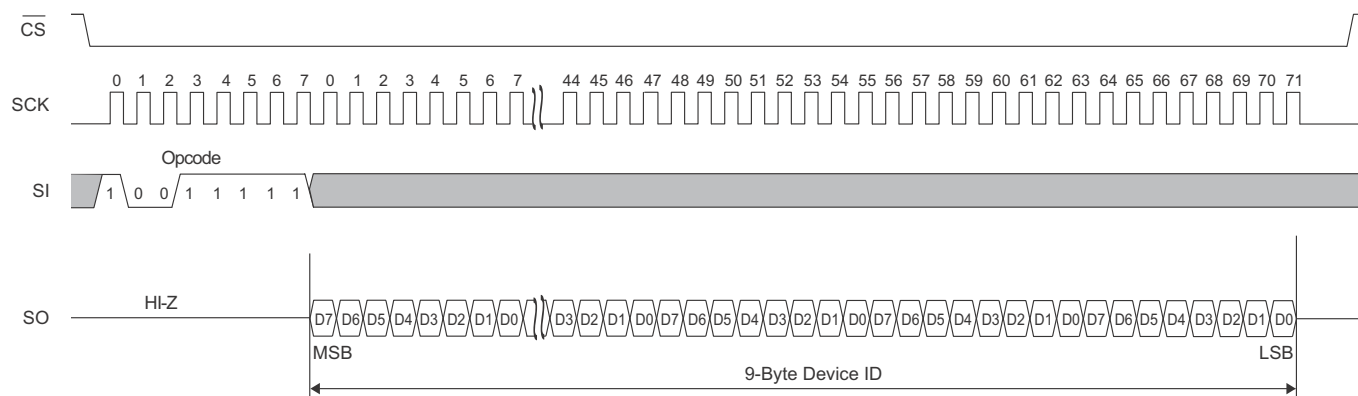 CS
0 1 2 3 4 5 6 7 0 1 2 3 4 5 6 7 44 45 46 47 48 49 50 51 52 53 54 55 56 57 58 59 60 61 62 63 64 65 66 67 68 69 70 71
SCK
Opcode
SI 1 0 0 1 1 1 1 1
HI-Z
SO D7 D6 D5 D4 D3 D2 D1 D0 D3 D2 D1 D0 D7 D6 D5 D4 D3 D2 D1 D0 D7 D6 D5 D4 D3 D2 D1 D0 D7 D6 D5 D4 D3 D2 D1 D0
MSB LSB
9-Byte Device ID